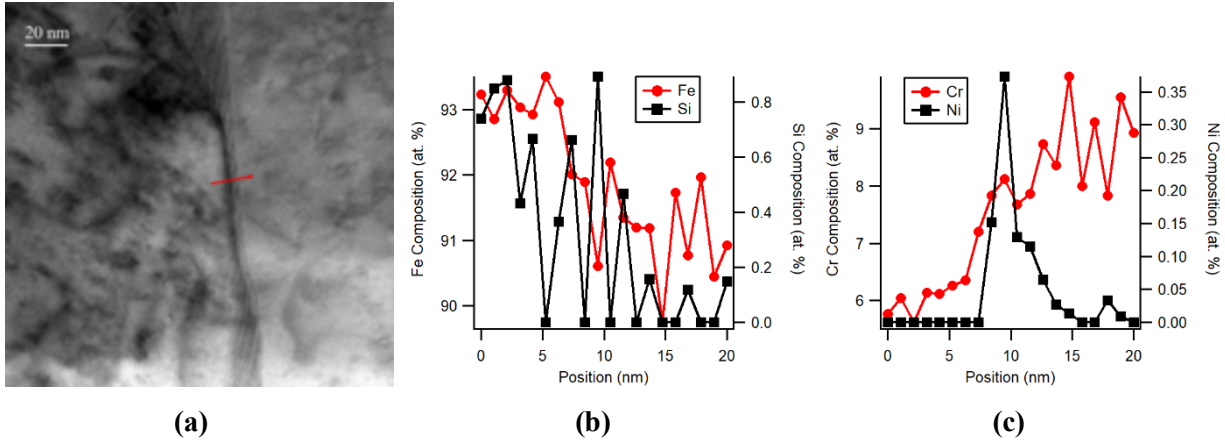 20 nm
Fe Composition (at. %)
93
92
91
90
Fe
Si
0.8
0.6
0.4
0.2
0.0
Si Composition (at. %)
0
5
10
15
20
Position (nm)
Cr Composition (at. %)
9
8
7
6
Cr
Ni
0.35
0.30
0.25
0.20
0.15
0.10
0.05
0.00
Ni Composition (at. %)
0
5
10
15
20
Position (nm)
(a)
(b)
(c)